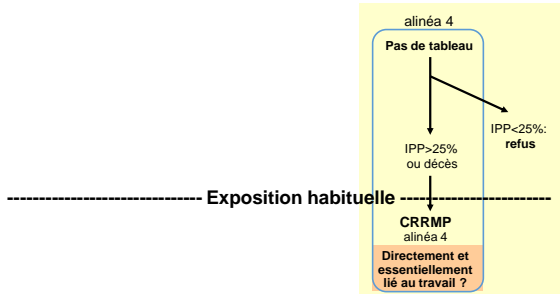 alinéa 4
Pas de tableau
IPP<25%:
refus
IPP>25%
ou décès
--------------------------------- Exposition habituelle -------------------------
CRRMP
alinéa 4
Directement et
essentiellement
lié au travail ?